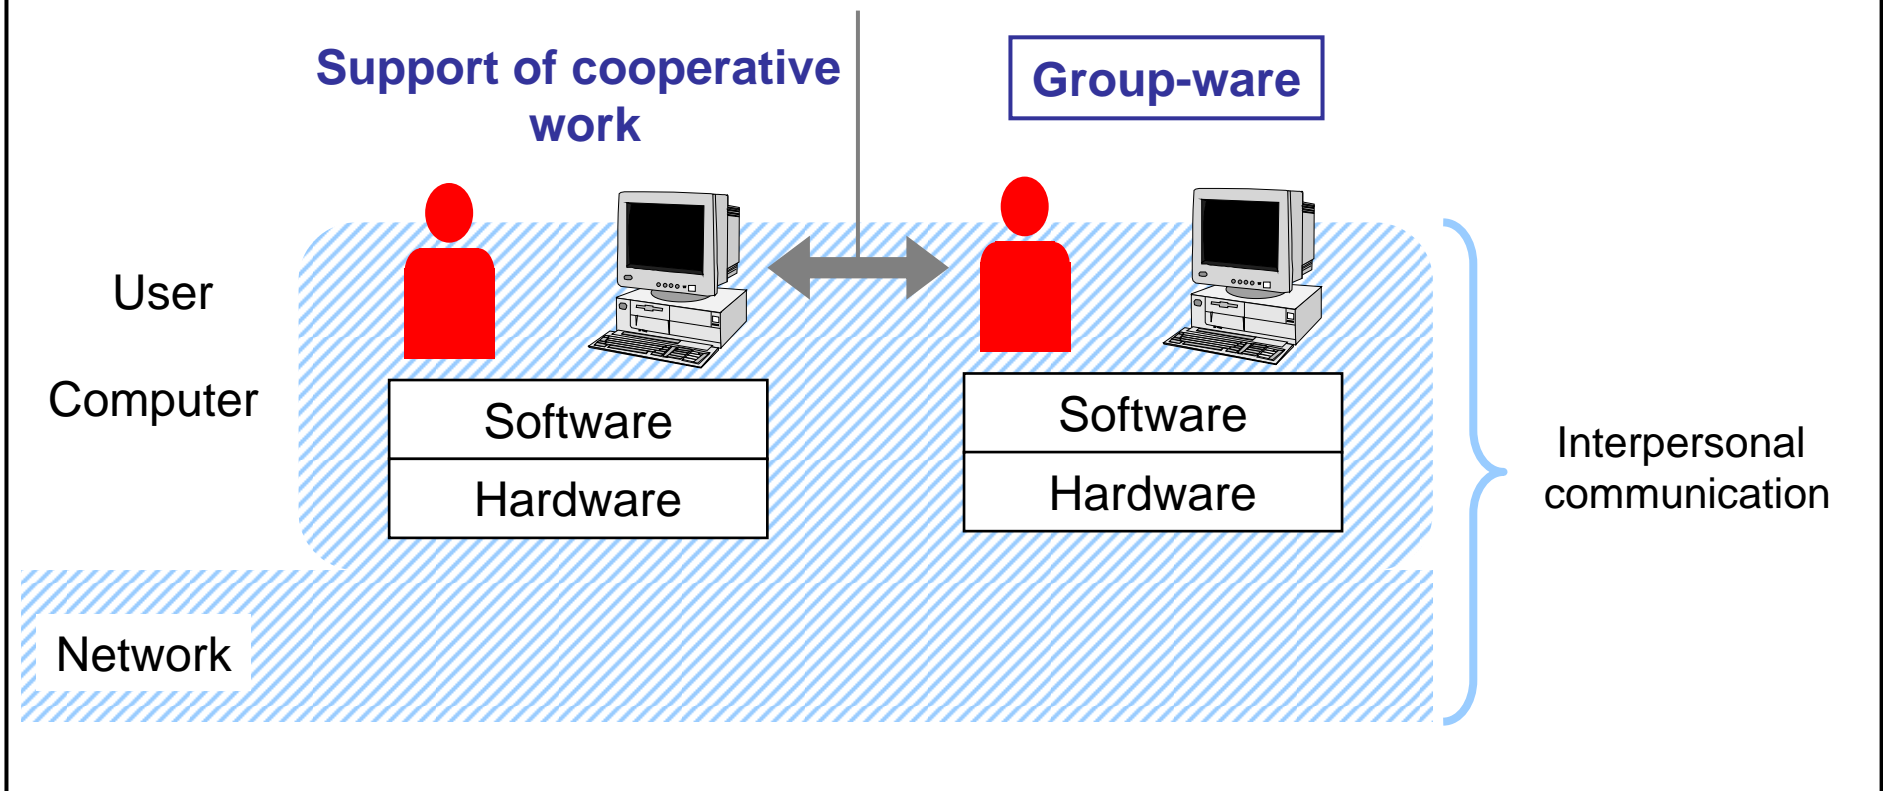 Support of cooperative
work
Group-ware
User
Computer
Software
Hardware
Software
Hardware
Interpersonal
communication
Network